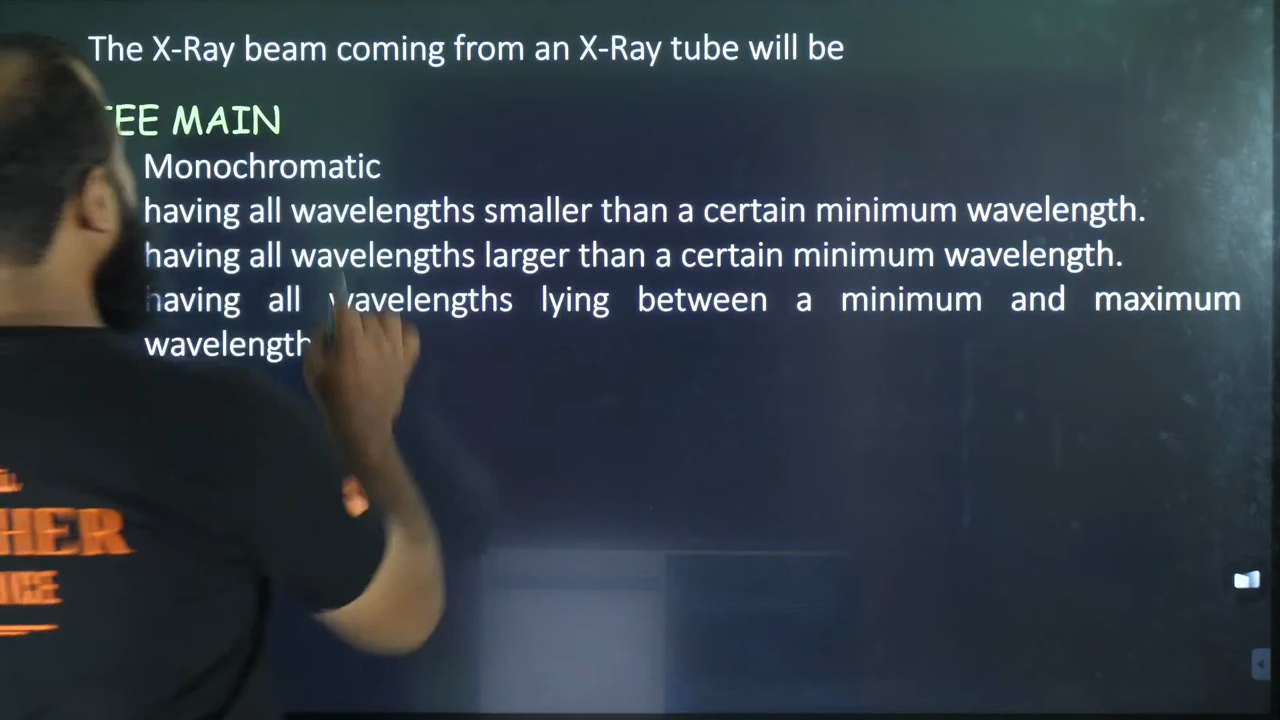 The X-Ray beam coming from an X-Ray tube will be
EE MAIN
Monochromatic
having all wavelengths smaller than a certain minimum wavelength.
having all wavelengths larger than a certain minimum wavelength.
having all wavelengths lying between a minimum and maximum
wavelength
HER